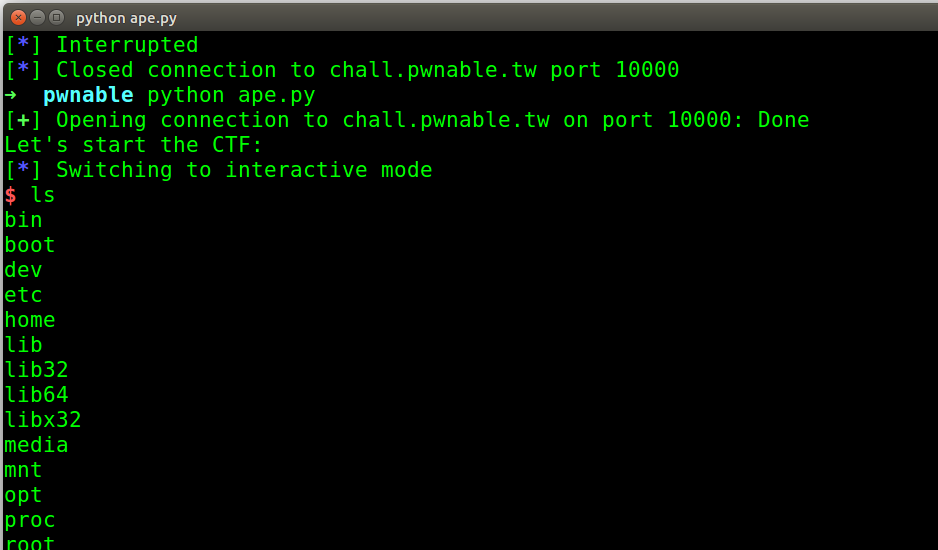 python ape.py
[*] Interrupted
[*] Closed connection to chall.pwnable.tw port 10000
➜  pwnable python ape.py
[+] Opening connection to chall.pwnable.tw on port 10000: Done
Let's start the CTF:
[*] Switching to interactive mode
$ ls
bin
boot
dev
etc
home
lib
lib32
lib64
libx32
media
mnt
opt
proc
root